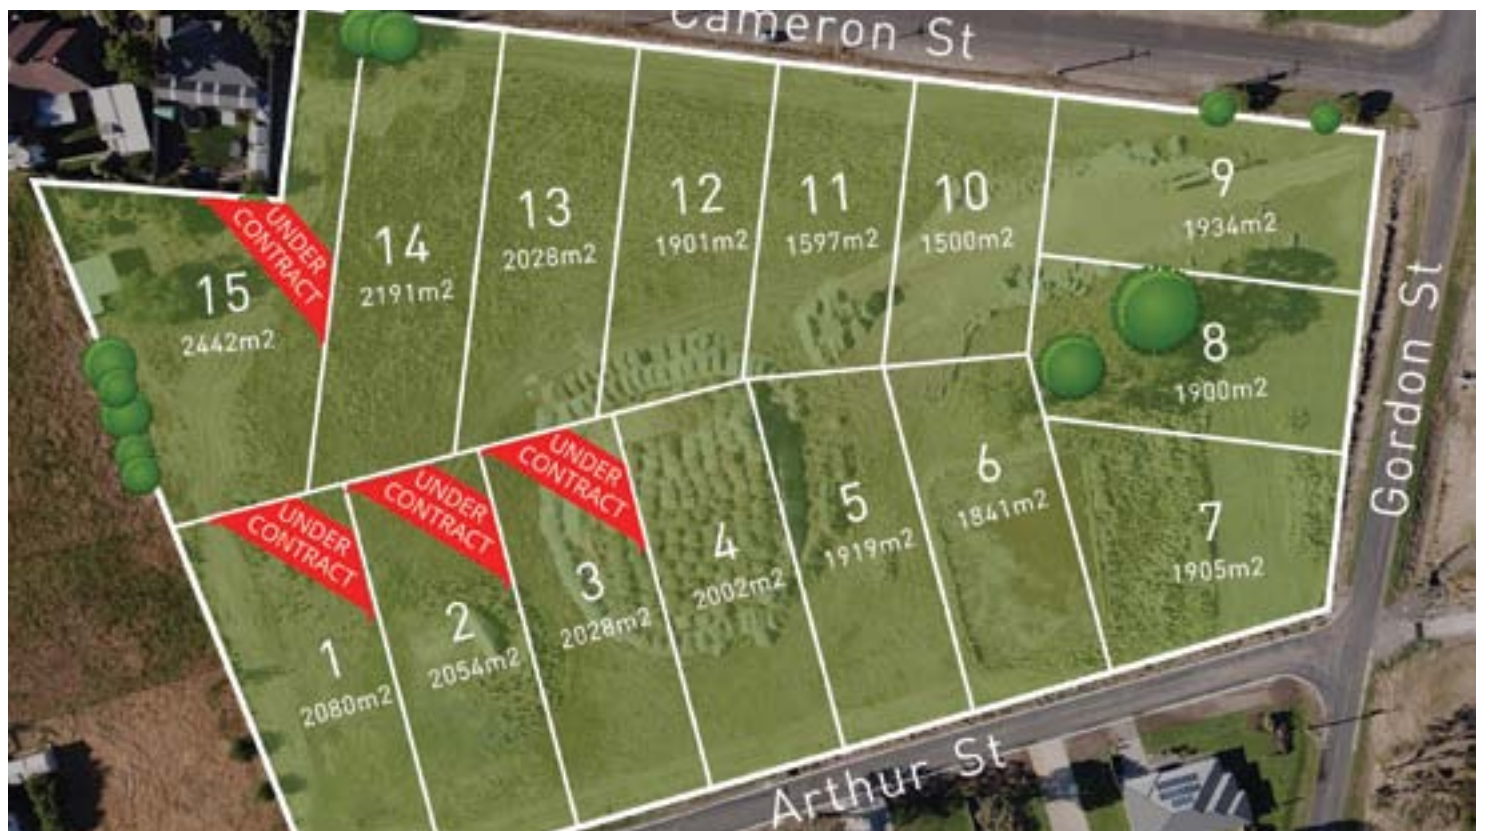 Cameron St
9
1934m2
10
1500m2
11
1597m2
12
1901m2
13
2028m2
14
2191m2
UNDER
CONTRACT
15
2442m2
8
1900m2
Gordon St
7
1905m2
6
1841m2
5
1919m2
4
2002m2
UNDER
CONTRACT
3
2028m2
UNDER
CONTRACT
2
2054m2
UNDER
CONTRACT
1
2080m2
Arthur St